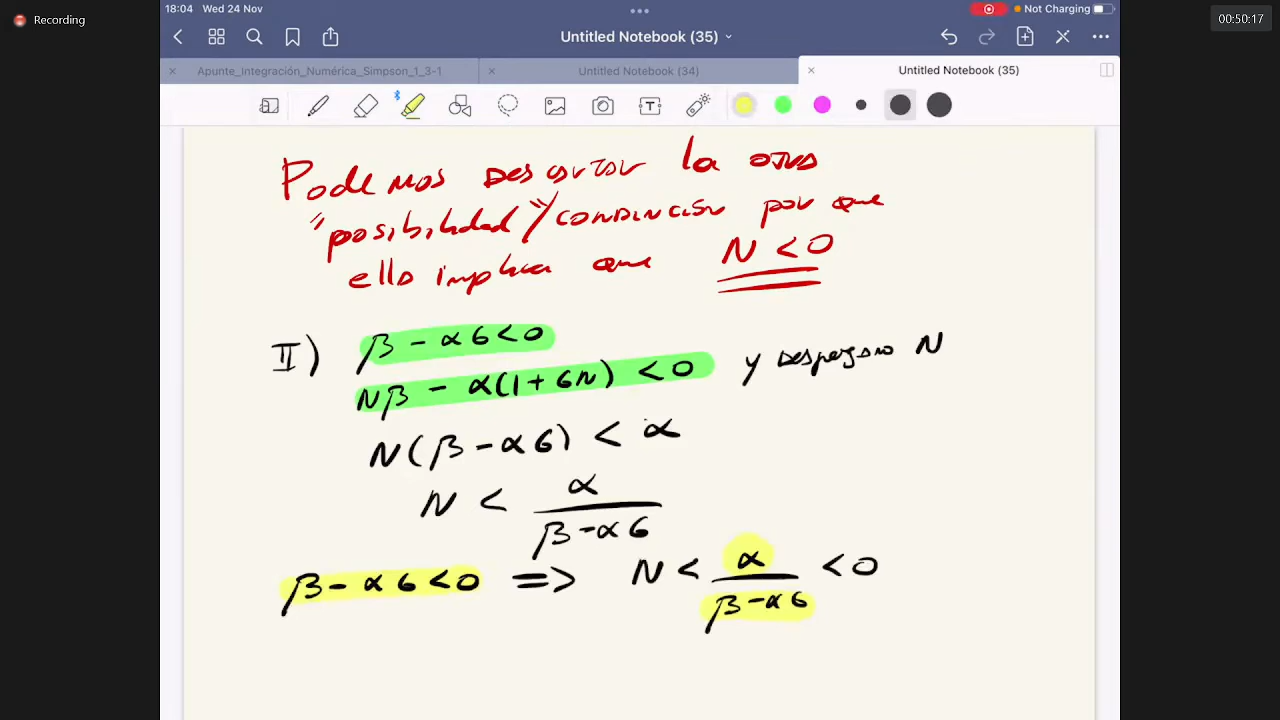 Recording
18:04 Wed 24 Nov
Not Charging
00:50:17
Untitled Notebook (35)
Apunte_Integración_Numérica_Simpson_1_3-1
Untitled Notebook (34)
Untitled Notebook (35)
Podemos descartar la otra
"posibilidad"/condinción por que
ello implica que N < 0
II) β - α6 < 0
Nβ - α(1 + 6N) < 0 y despejamos N
N(β - α6) < α
N < α / (β - α6)
β - α6 < 0 => N < α / (β - α6) < 0